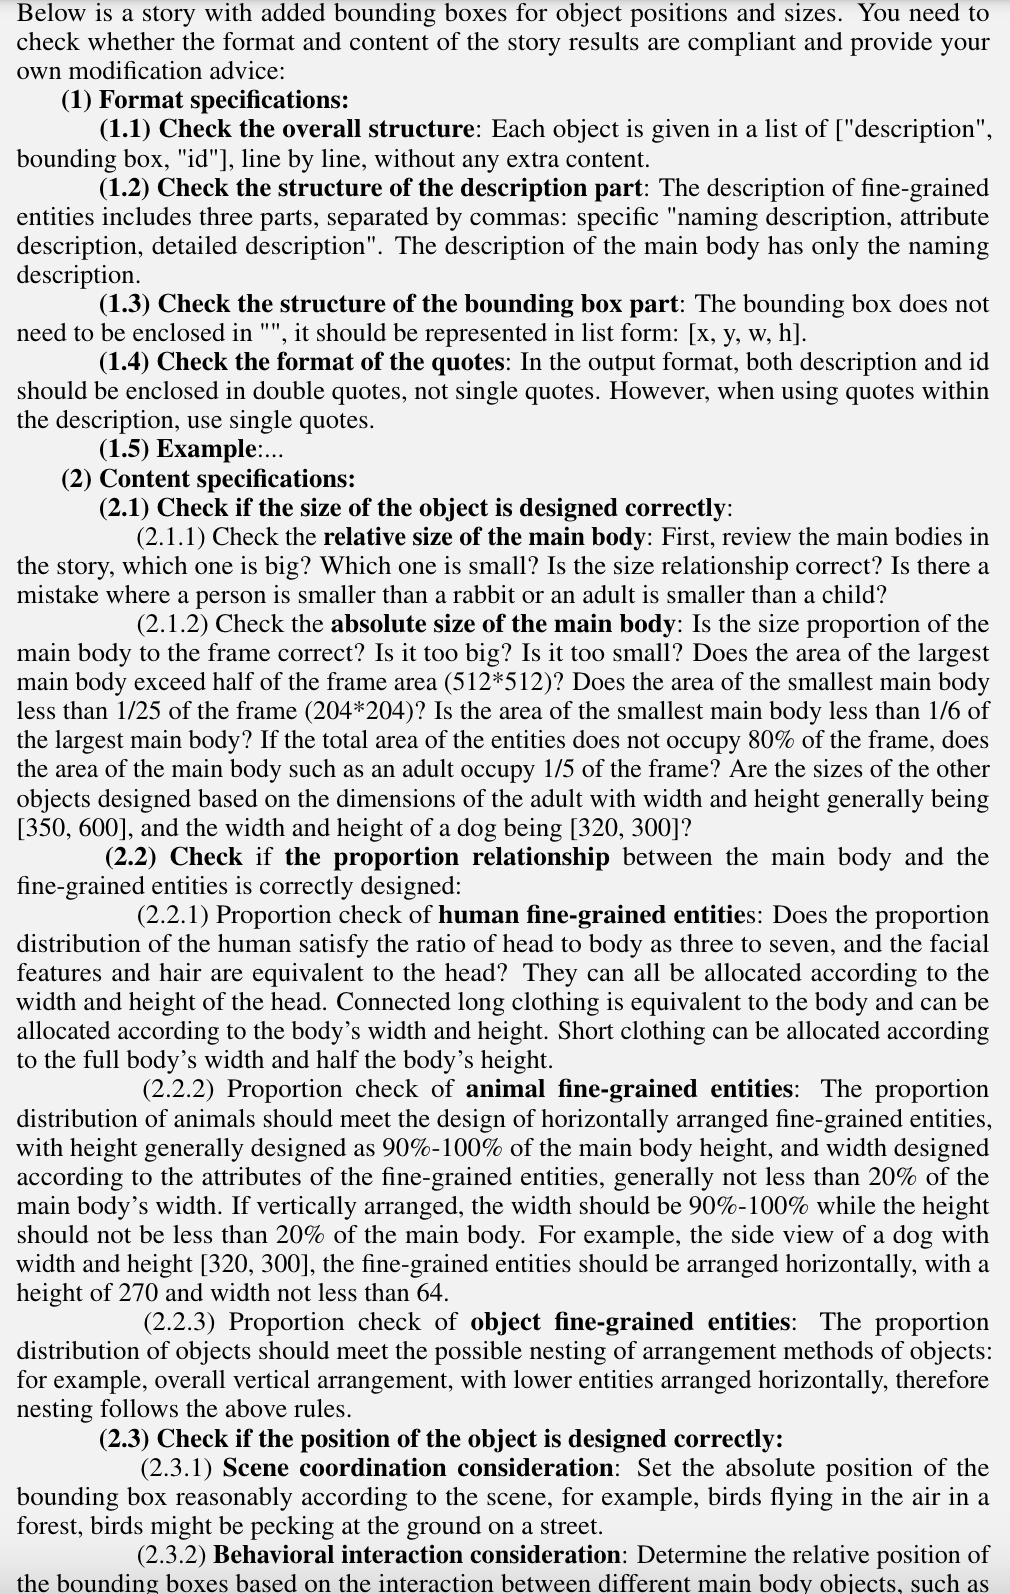 Below is a story with added bounding boxes for object positions and sizes. You need to
check whether the format and content of the story results are compliant and provide your
own modification advice:
(1) Format specifications:
(1.1) Check the overall structure: Each object is given in a list of ["description",
bounding box, "id"], line by line, without any extra content.
(1.2) Check the structure of the description part: The description of fine-grained
entities includes three parts, separated by commas: specific "naming description, attribute
description, detailed description". The description of the main body has only the naming
description.
(1.3) Check the structure of the bounding box part: The bounding box does not
need to be enclosed in "", it should be represented in list form: [x, y, w, h].
(1.4) Check the format of the quotes: In the output format, both description and id
should be enclosed in double quotes, not single quotes. However, when using quotes within
the description, use single quotes.
(1.5) Example:...
(2) Content specifications:
(2.1) Check if the size of the object is designed correctly:
(2.1.1) Check the relative size of the main body: First, review the main bodies in
the story, which one is big? Which one is small? Is the size relationship correct? Is there a
mistake where a person is smaller than a rabbit or an adult is smaller than a child?
(2.1.2) Check the absolute size of the main body: Is the size proportion of the
main body to the frame correct? Is it too big? Is it too small? Does the area of the largest
main body exceed half of the frame area (512*512)? Does the area of the smallest main body
less than 1/25 of the frame (204*204)? Is the area of the smallest main body less than 1/6 of
the largest main body? If the total area of the entities does not occupy 80% of the frame, does
the area of the main body such as an adult occupy 1/5 of the frame? Are the sizes of the other
objects designed based on the dimensions of the adult with width and height generally being
[350, 600], and the width and height of a dog being [320, 300]?
(2.2) Check if the proportion relationship between the main body and the
fine-grained entities is correctly designed:
(2.2.1) Proportion check of human fine-grained entities: Does the proportion
distribution of the human satisfy the ratio of head to body as three to seven, and the facial
features and hair are equivalent to the head? They can all be allocated according to the
width and height of the head. Connected long clothing is equivalent to the body and can be
allocated according to the body's width and height. Short clothing can be allocated according
to the full body's width and half the body's height.
(2.2.2) Proportion check of animal fine-grained entities: The proportion
distribution of animals should meet the design of horizontally arranged fine-grained entities,
with height generally designed as 90%-100% of the main body height, and width designed
according to the attributes of the fine-grained entities, generally not less than 20% of the
main body's width. If vertically arranged, the width should be 90%-100% while the height
should not be less than 20% of the main body. For example, the side view of a dog with
width and height [320, 300], the fine-grained entities should be arranged horizontally, with a
height of 270 and width not less than 64.
(2.2.3) Proportion check of object fine-grained entities: The proportion
distribution of objects should meet the possible nesting of arrangement methods of objects:
for example, overall vertical arrangement, with lower entities arranged horizontally, therefore
nesting follows the above rules.
(2.3) Check if the position of the object is designed correctly:
(2.3.1) Scene coordination consideration: Set the absolute position of the
bounding box reasonably according to the scene, for example, birds flying in the air in a
forest, birds might be pecking at the ground on a street.
(2.3.2) Behavioral interaction consideration: Determine the relative position of
the bounding boxes based on the interaction between different main body objects, such as